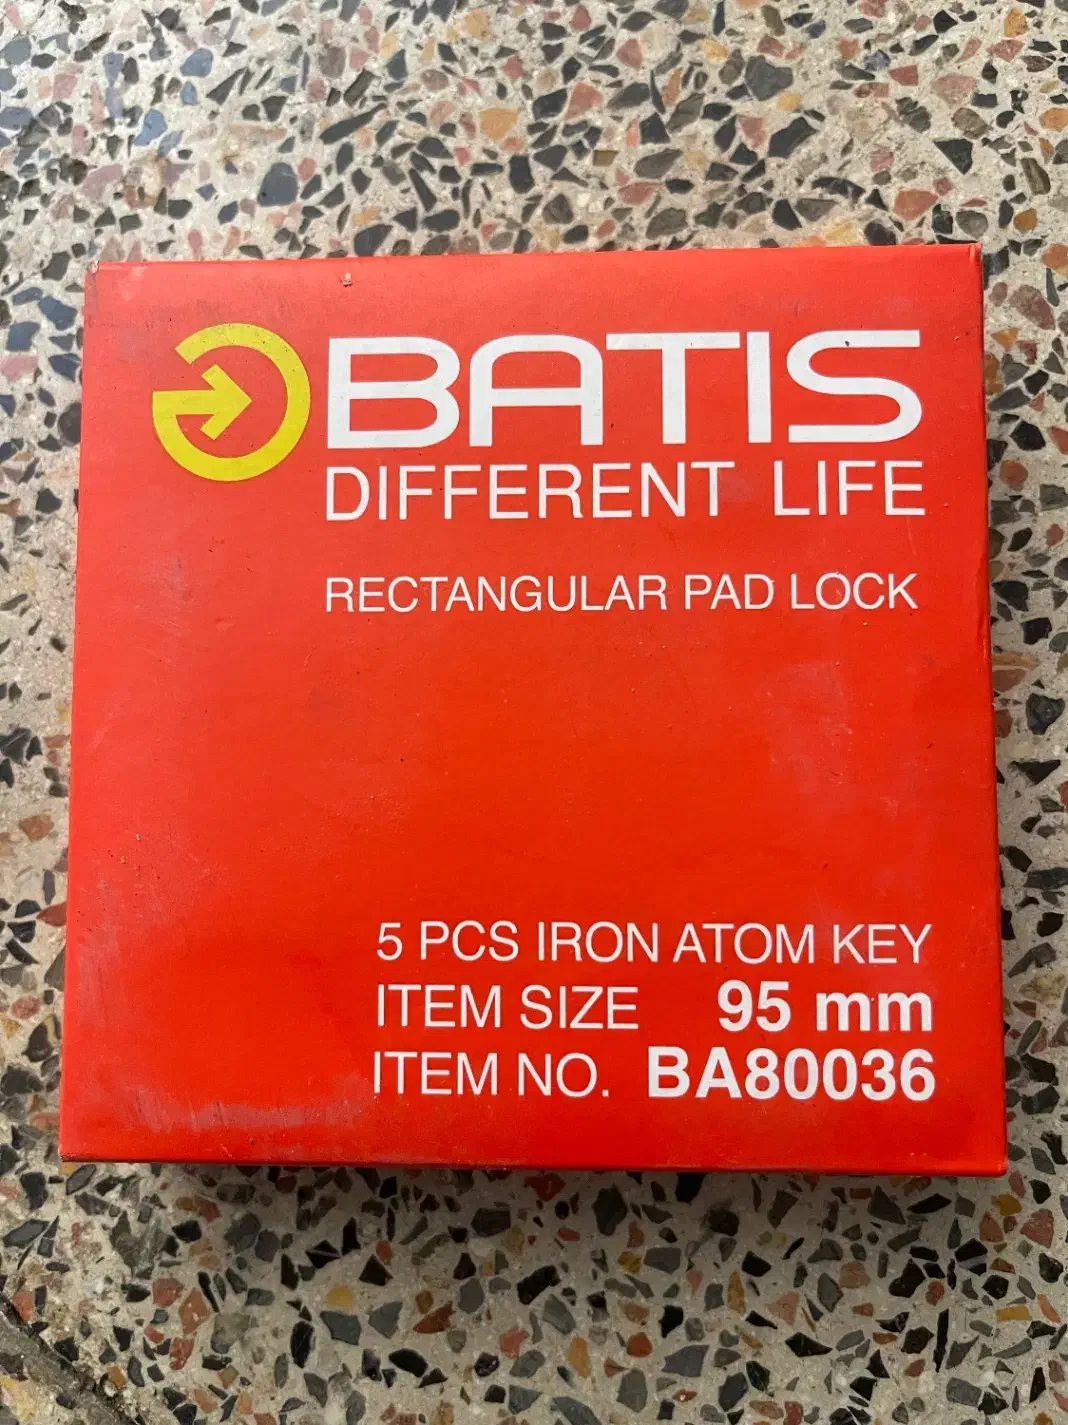 BATIS
DIFFERENT LIFE
RECTANGULAR PAD LOCK
5 PCS IRON ATOM KEY
ITEM SIZE 95 mm
ITEM NO. BA80036